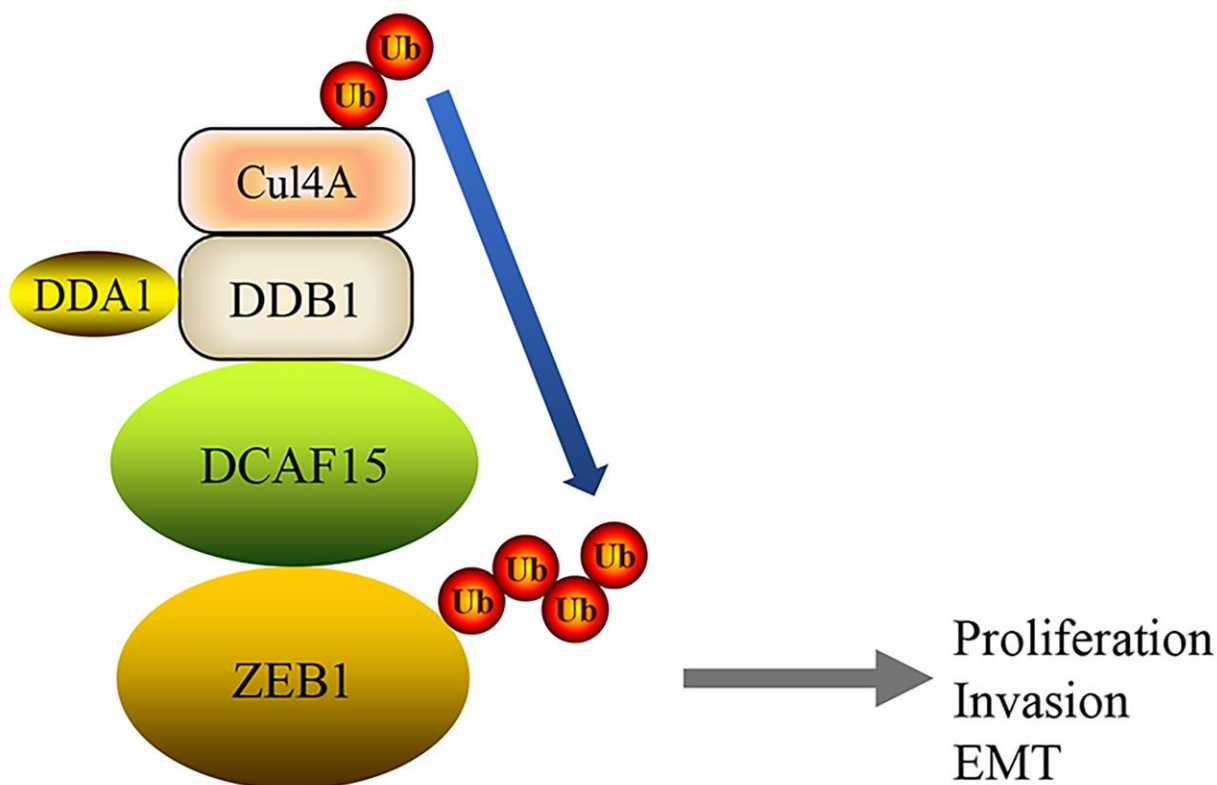 Ub
Ub
Cul4A
DDA1
DDB1
DCAF15
Ub
Ub
Ub
Ub
ZEB1
Proliferation
Invasion
EMT